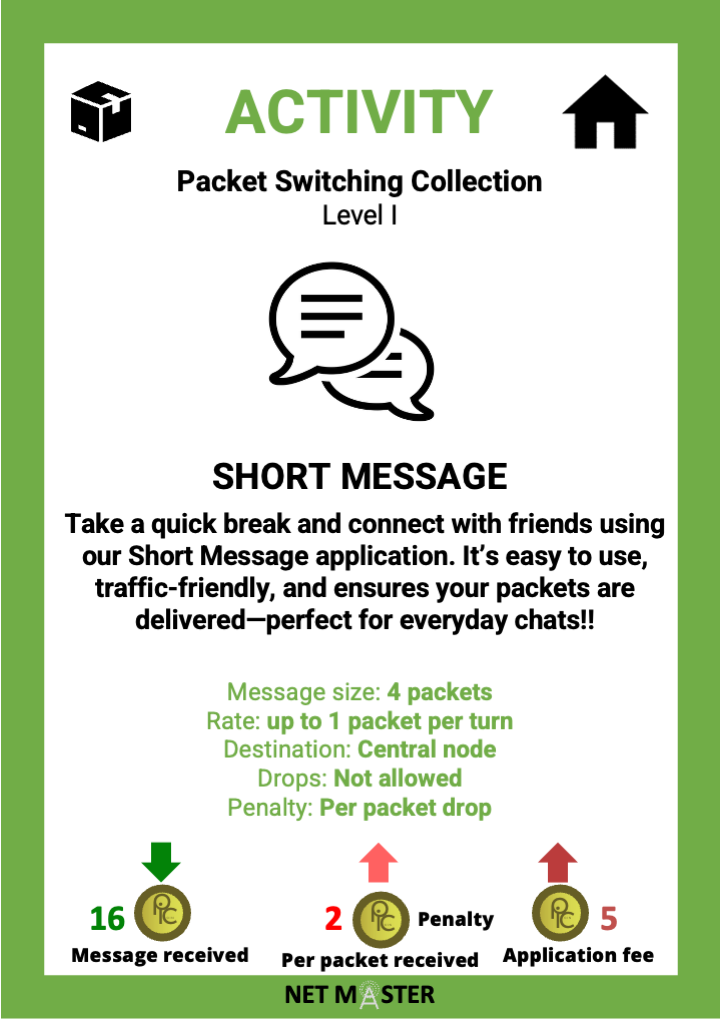 ACTIVITY
Packet Switching Collection
Level I
SHORT MESSAGE
Take a quick break and connect with friends using
our Short Message application. It’s easy to use,
traffic-friendly, and ensures your packets are
delivered—perfect for everyday chats!!
Message size: 4 packets
Rate: up to 1 packet per turn
Destination: Central node
Drops: Not allowed
Penalty: Per packet drop
16
Message received
2 Penalty
Per packet received
5
Application fee
NET MASTER